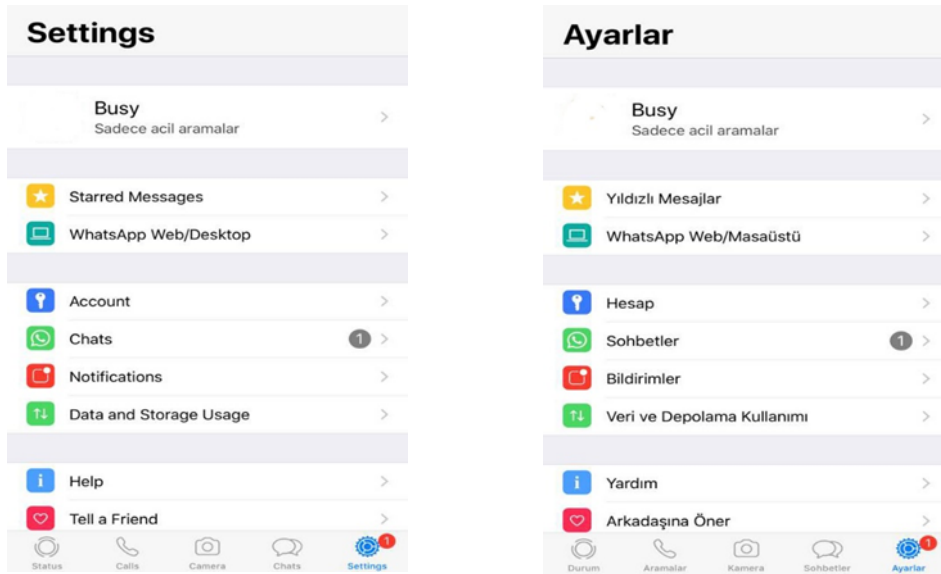 Settings
Busy
Sadece acil aramalar
Starred Messages
WhatsApp Web/Desktop
Account
Chats
1
Notifications
Data and Storage Usage
Help
Tell a Friend
1
Status
Calls
Camera
Chats
Settings
Ayarlar
Busy
Sadece acil aramalar
Yıldızlı Mesajlar
WhatsApp Web/Masaüstü
Hesap
Sohbetler
1
Bildirimler
Veri ve Depolama Kullanımı
Yardım
Arkadaşına Öner
1
Durum
Aramalar
Kamera
Sohbetler
Ayarlar